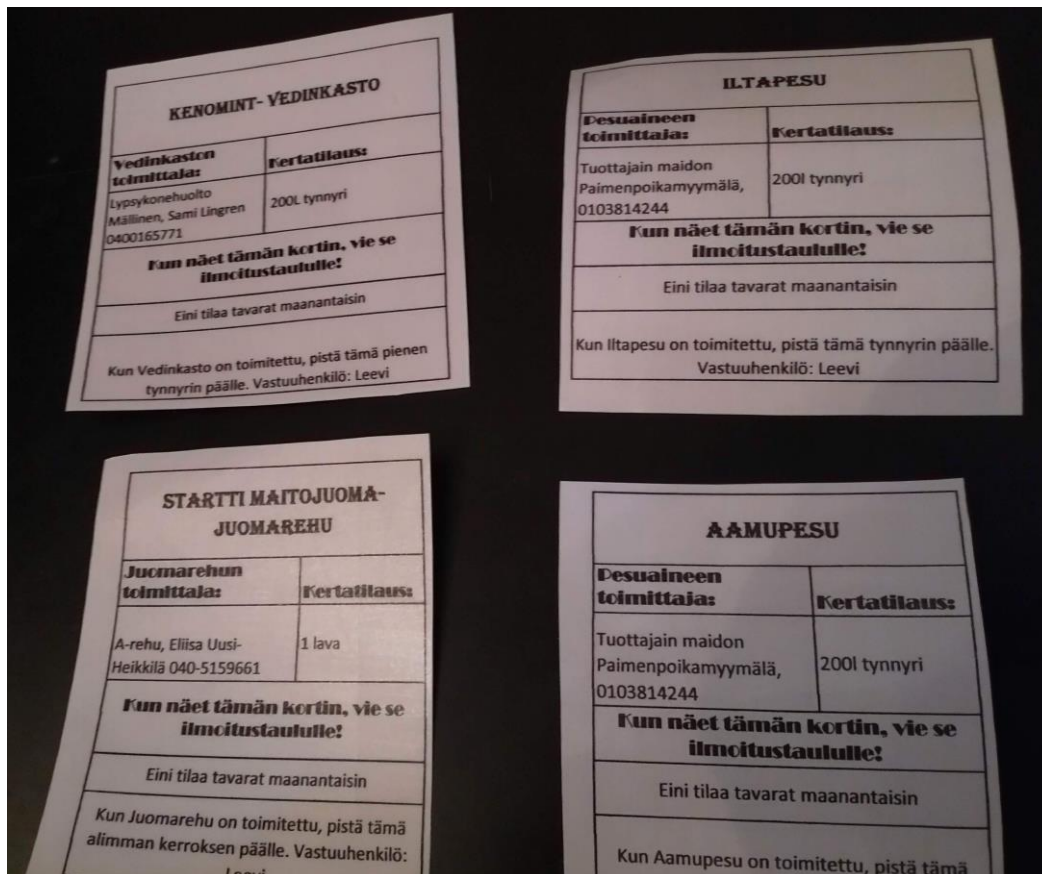 KENOMINT- VEDINKASTO
Vedinkaston
toimittaja:
Kertatilaus:
Lypsykonehuolto
Mällinen, Sami Lingren
0400165771
200L tynnyri
Kun näet tämän kortin, vie se
ilmoitustaululle!
Eini tilaa tavarat maanantaisin
Kun Vedinkasto on toimitettu, pistä tämä pienen
tynnyrin päälle. Vastuuhenkilö: Leevi
ILTAPESU
Pesuaineen
toimittaja:
Kertatilaus:
Tuottajain maidon
Paimenpoikamyymälä,
0103814244
200l tynnyri
Kun näet tämän kortin, vie se
ilmoitustaululle!
Eini tilaa tavarat maanantaisin
Kun Iltapesu on toimitettu, pistä tämä tynnyrin päälle.
Vastuuhenkilö: Leevi
STARTTI MAITOJUOMA-
JUOMAREHU
Juomarehun
toimittaja:
Kertatilaus:
A-rehu, Eliisa Uusi-
Heikkilä 040-5159661
1 lava
Kun näet tämän kortin, vie se
ilmoitustaululle!
Eini tilaa tavarat maanantaisin
Kun Juomarehu on toimitettu, pistä tämä
alimman kerroksen päälle. Vastuuhenkilö:
Leevi
AAMUPESU
Pesuaineen
toimittaja:
Kertatilaus:
Tuottajain maidon
Paimenpoikamyymälä,
0103814244
200l tynnyri
Kun näet tämän kortin, vie se
ilmoitustaululle!
Eini tilaa tavarat maanantaisin
Kun Aamupesu on toimitettu, pistä tämä